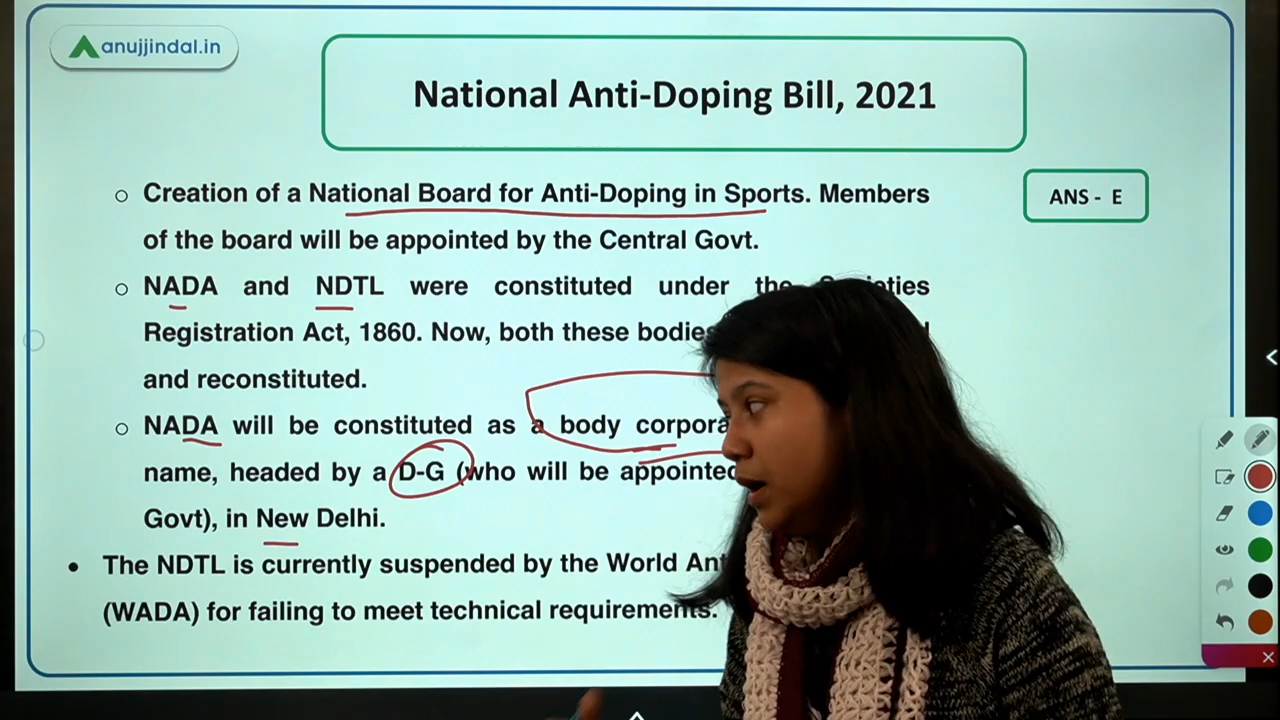 anujjindal.in
National Anti-Doping Bill, 2021
ANS - E
Creation of a National Board for Anti-Doping in Sports. Members
of the board will be appointed by the Central Govt.
NADA and NDTL were constituted under the
Registration Act, 1860. Now, both these bodies
and reconstituted.
NADA will be constituted as a body
name, headed by a D-G (who will be appointed
Govt), in New Delhi.
The NDTL is currently suspended by the World
(WADA) for failing to meet technical requirements.